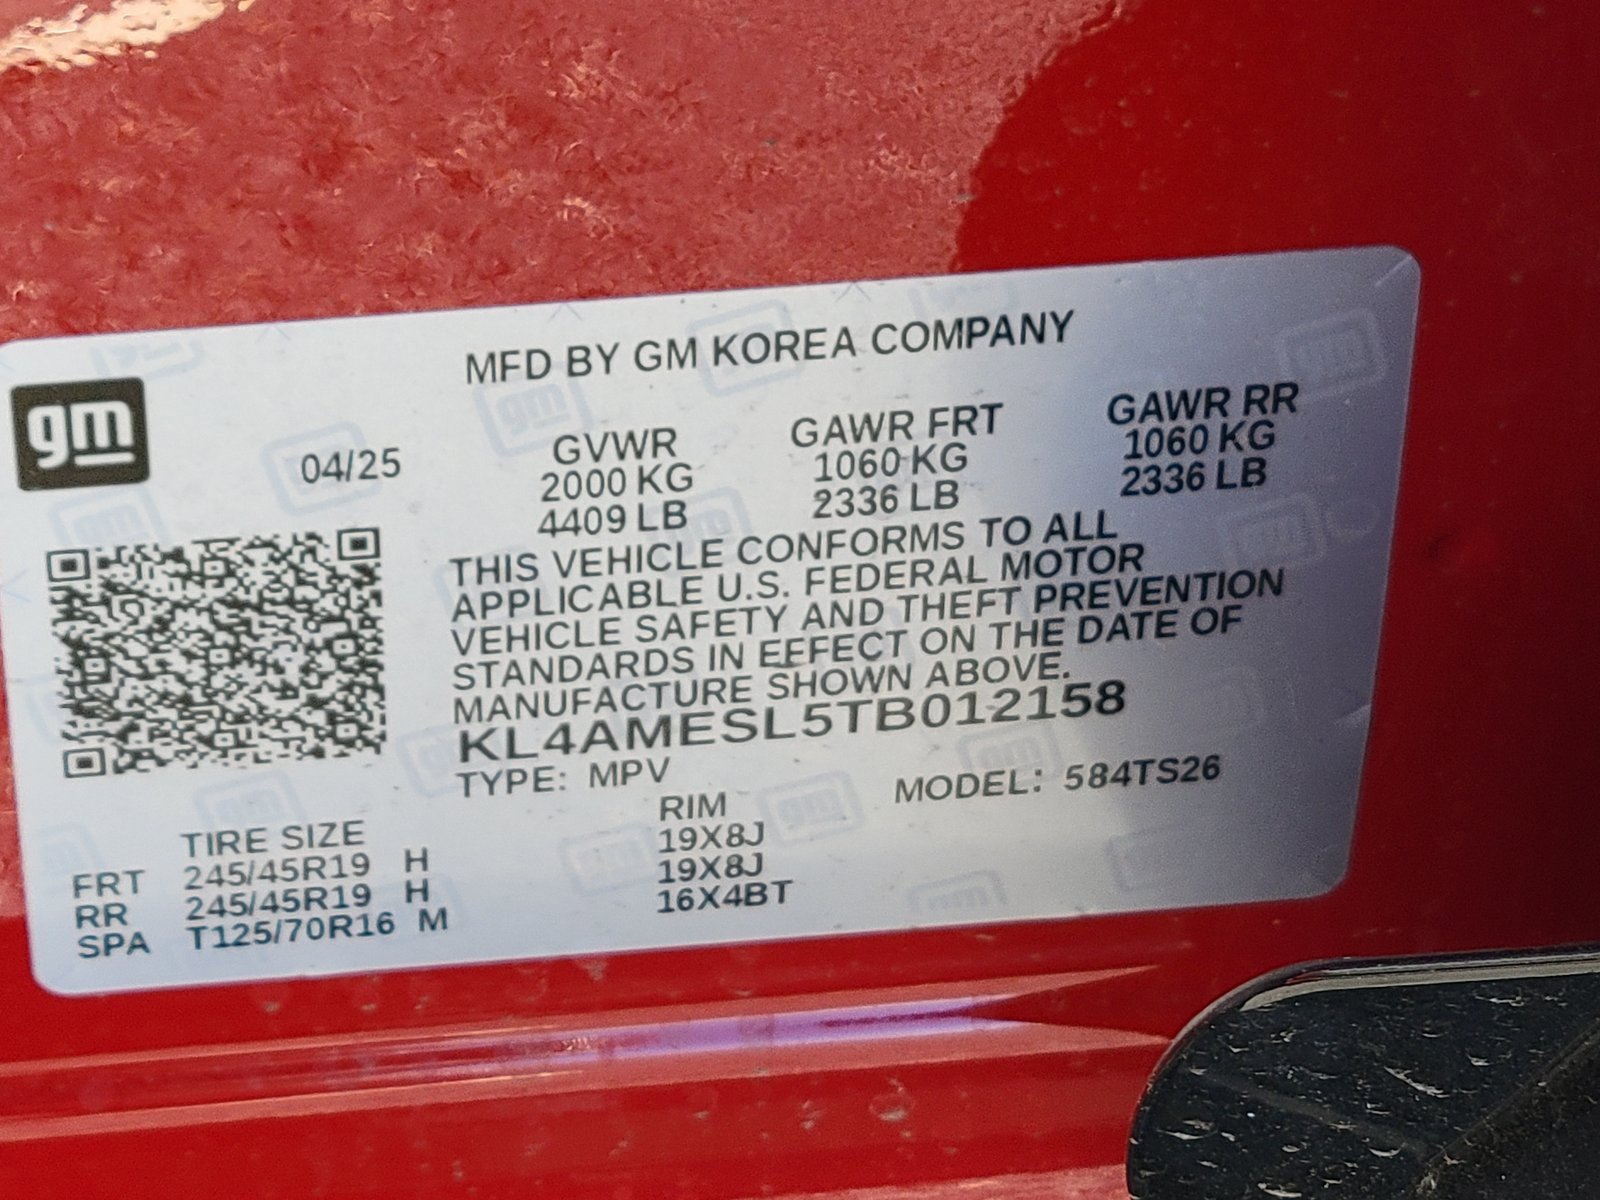 gm
MFD BY GM KOREA COMPANY
04/25
GVWR GAWR FRT GAWR RR
2000 KG 1060 KG 1060 KG
4409 LB 2336 LB 2336 LB
THIS VEHICLE CONFORMS TO ALL
APPLICABLE U.S. FEDERAL MOTOR
VEHICLE SAFETY AND THEFT PREVENTION
STANDARDS IN EFFECT ON THE DATE OF
MANUFACTURE SHOWN ABOVE.
KL4AMESL5TB012158
TYPE: MPV MODEL: 584TS26
TIRE SIZE RIM
FRT 245/45R19 H 19X8J
RR 245/45R19 H 19X8J
SPA T125/70R16 M 16X4BT